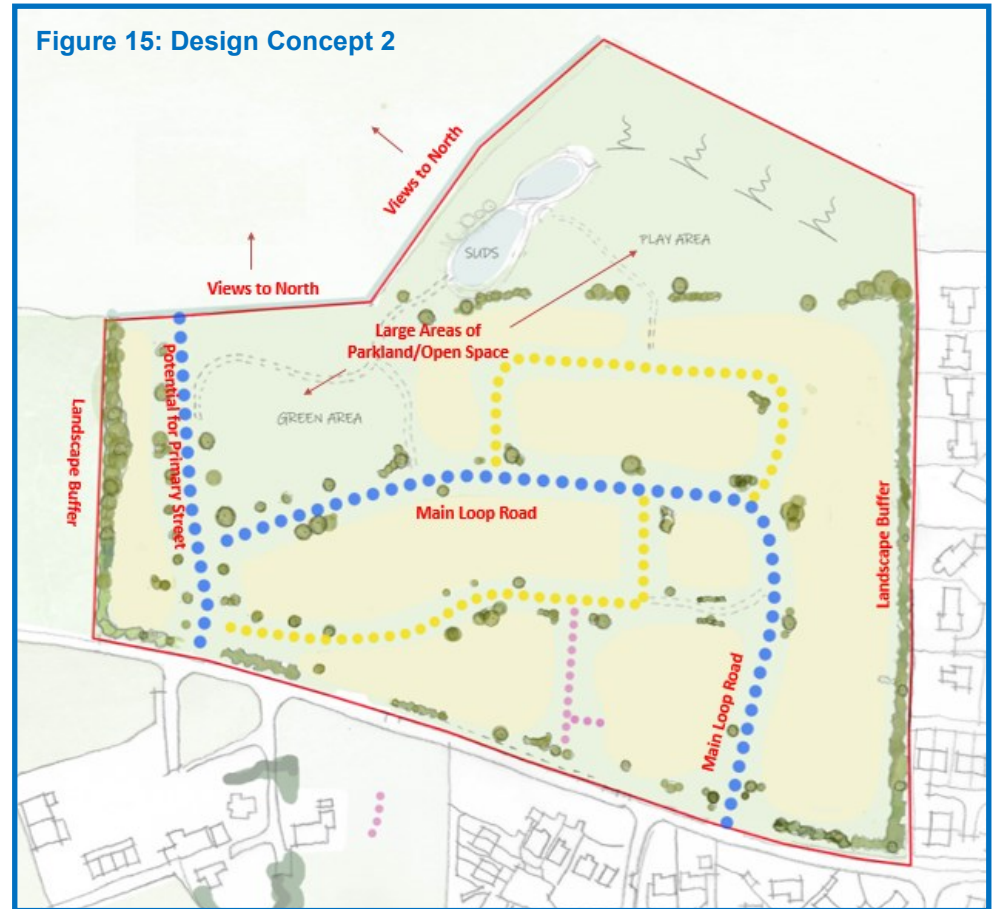 Figure 15: Design Concept 2
Views to North
Views to North
SUDS
PLAY AREA
Large Areas of
Parkland/Open Space
GREEN AREA
Potential for Primary Street
Landscape Buffer
Main Loop Road
Landscape Buffer
Main Loop Road